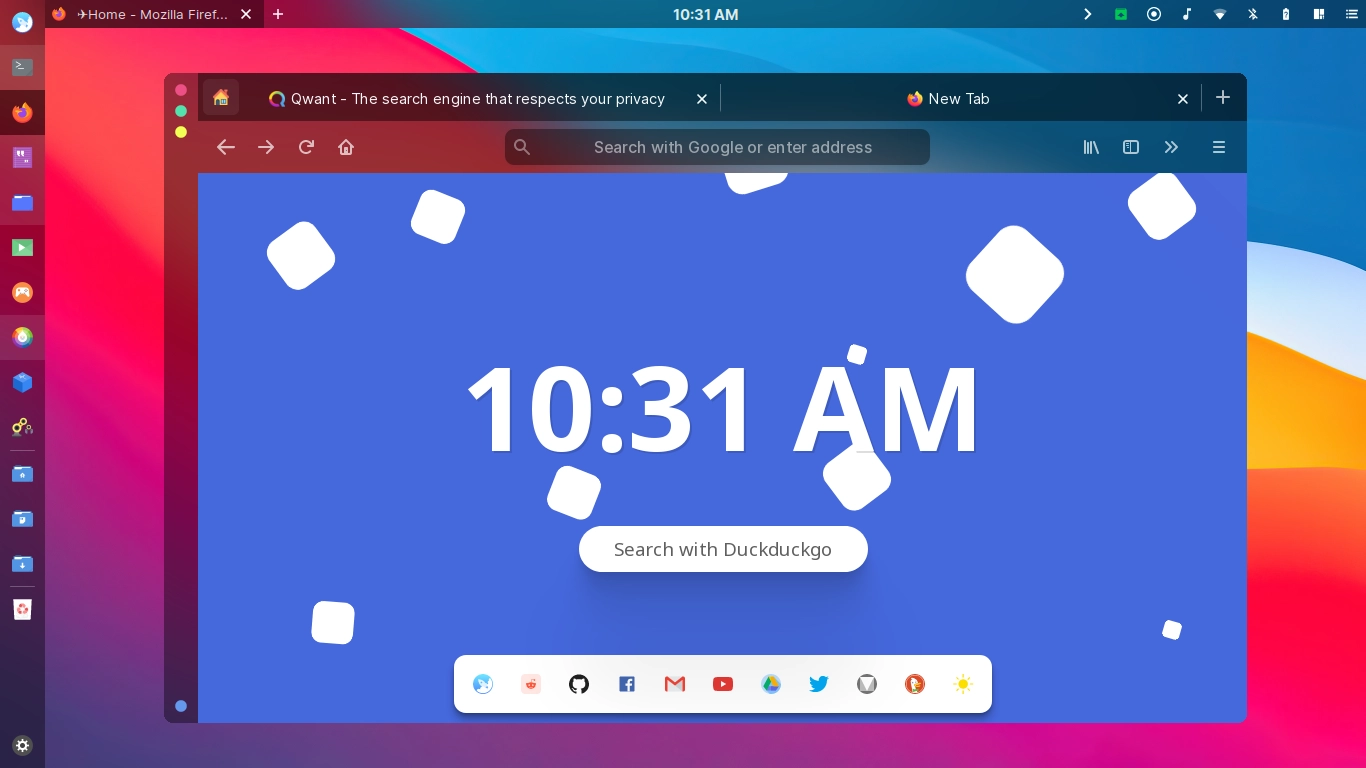 ✈Home - Mozilla Firef...
10:31 AM
Qwant - The search engine that respects your privacy
New Tab
Search with Google or enter address
10:31 AM
Search with Duckduckgo